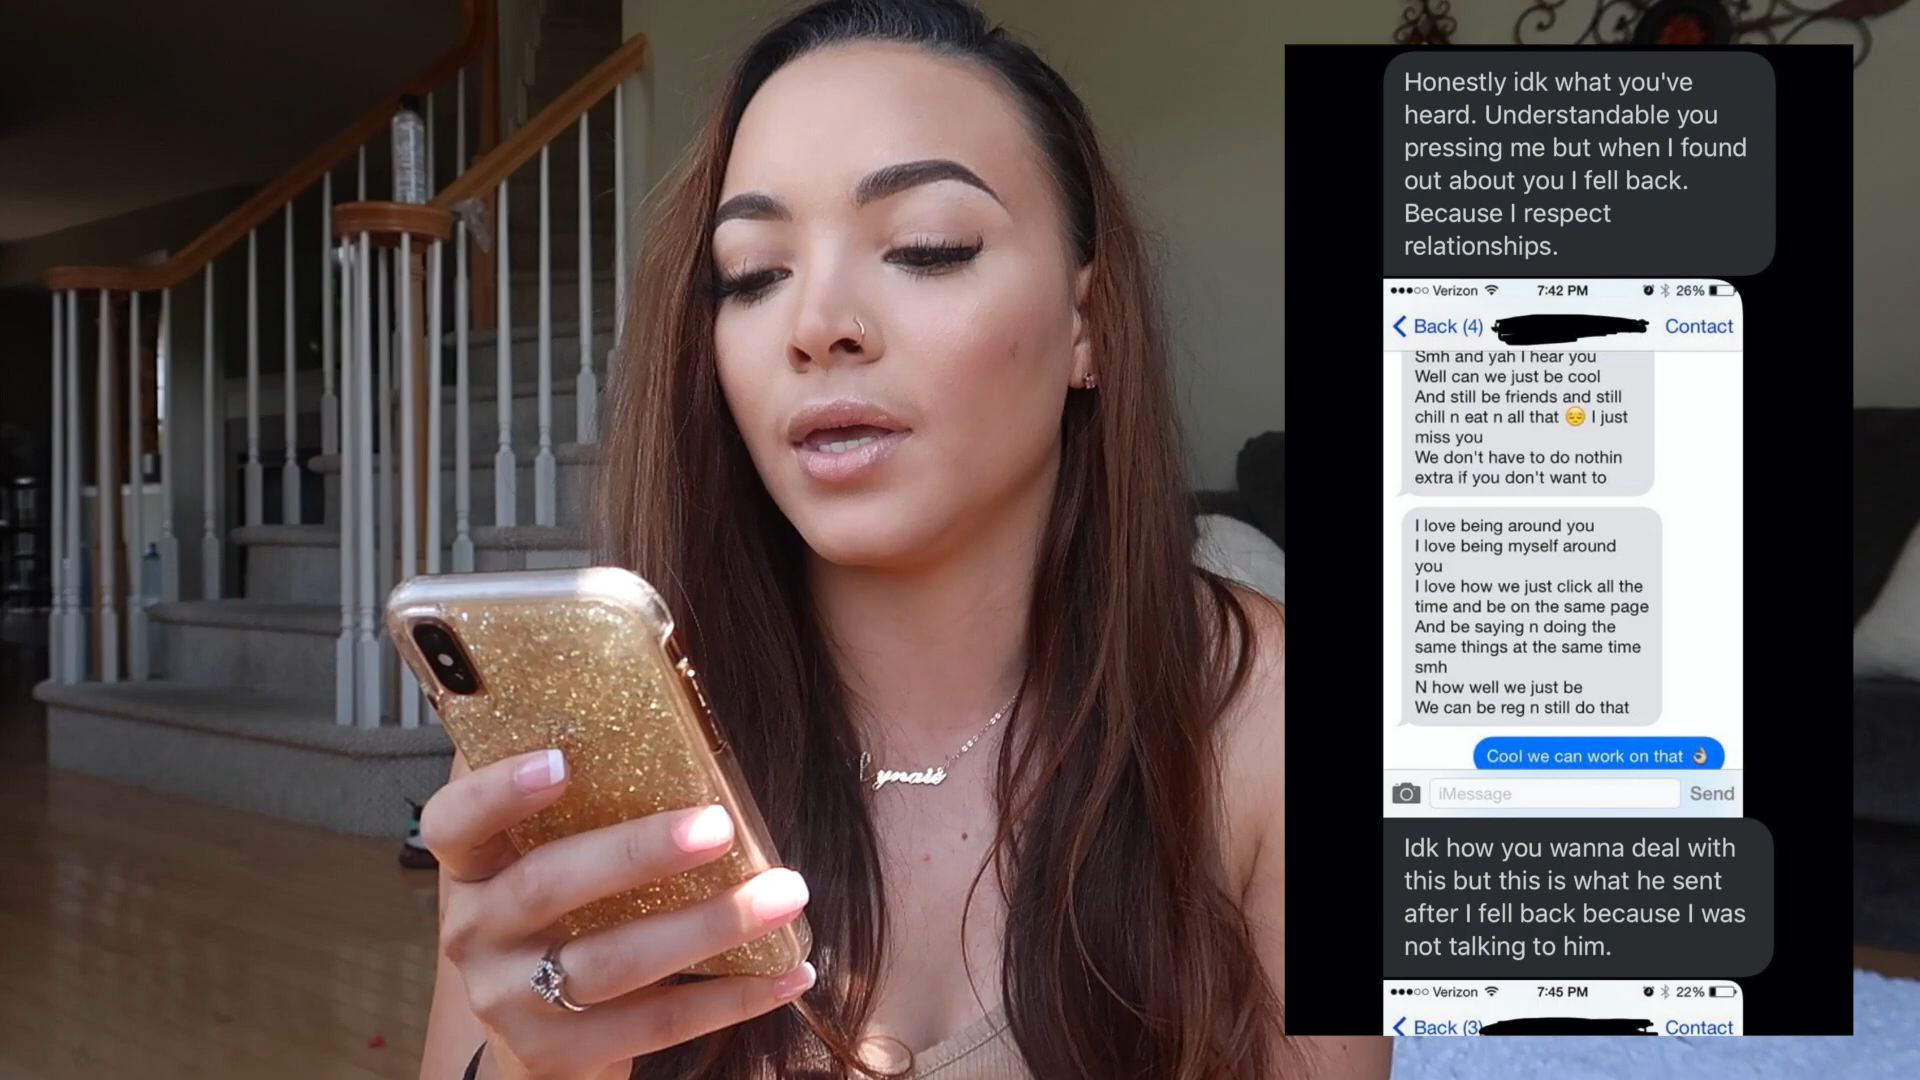 Honestly idk what you've
heard. Understandable you
pressing me but when I found
out about you I fell back.
Because I respect
relationships.
Verizon 7:42 PM 26%
Back (4) Contact
Smh and yah I hear you
Well can we just be cool
And still be friends and still
chill n eat n all that 😔 I just
miss you
We don't have to do nothin
extra if you don't want to
I love being around you
I love being myself around
you
I love how we just click all the
time and be on the same page
And be saying n doing the
same things at the same time
smh
N how well we just be
We can be reg n still do that
Cool we can work on that 👌🏽
iMessage Send
Idk how you wanna deal with
this but this is what he sent
after I fell back because I was
not talking to him.
Verizon 7:45 PM 22%
Back (3) Contact